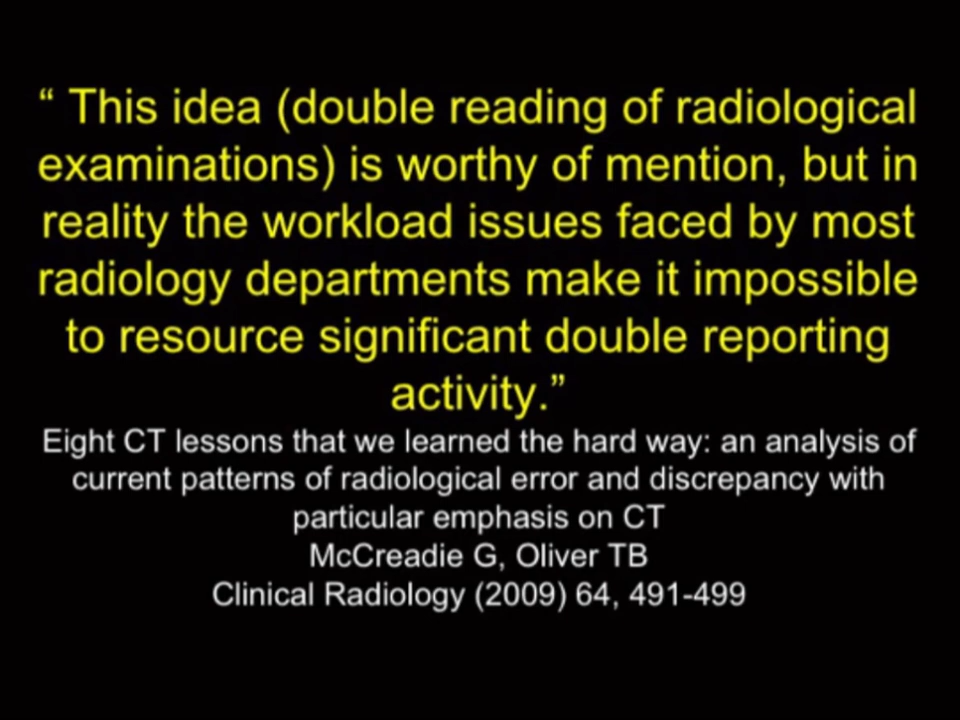 “ This idea (double reading of radiological
examinations) is worthy of mention, but in
reality the workload issues faced by most
radiology departments make it impossible
to resource significant double reporting
activity.”
Eight CT lessons that we learned the hard way: an analysis of
current patterns of radiological error and discrepancy with
particular emphasis on CT
McCreadie G, Oliver TB
Clinical Radiology (2009) 64, 491-499